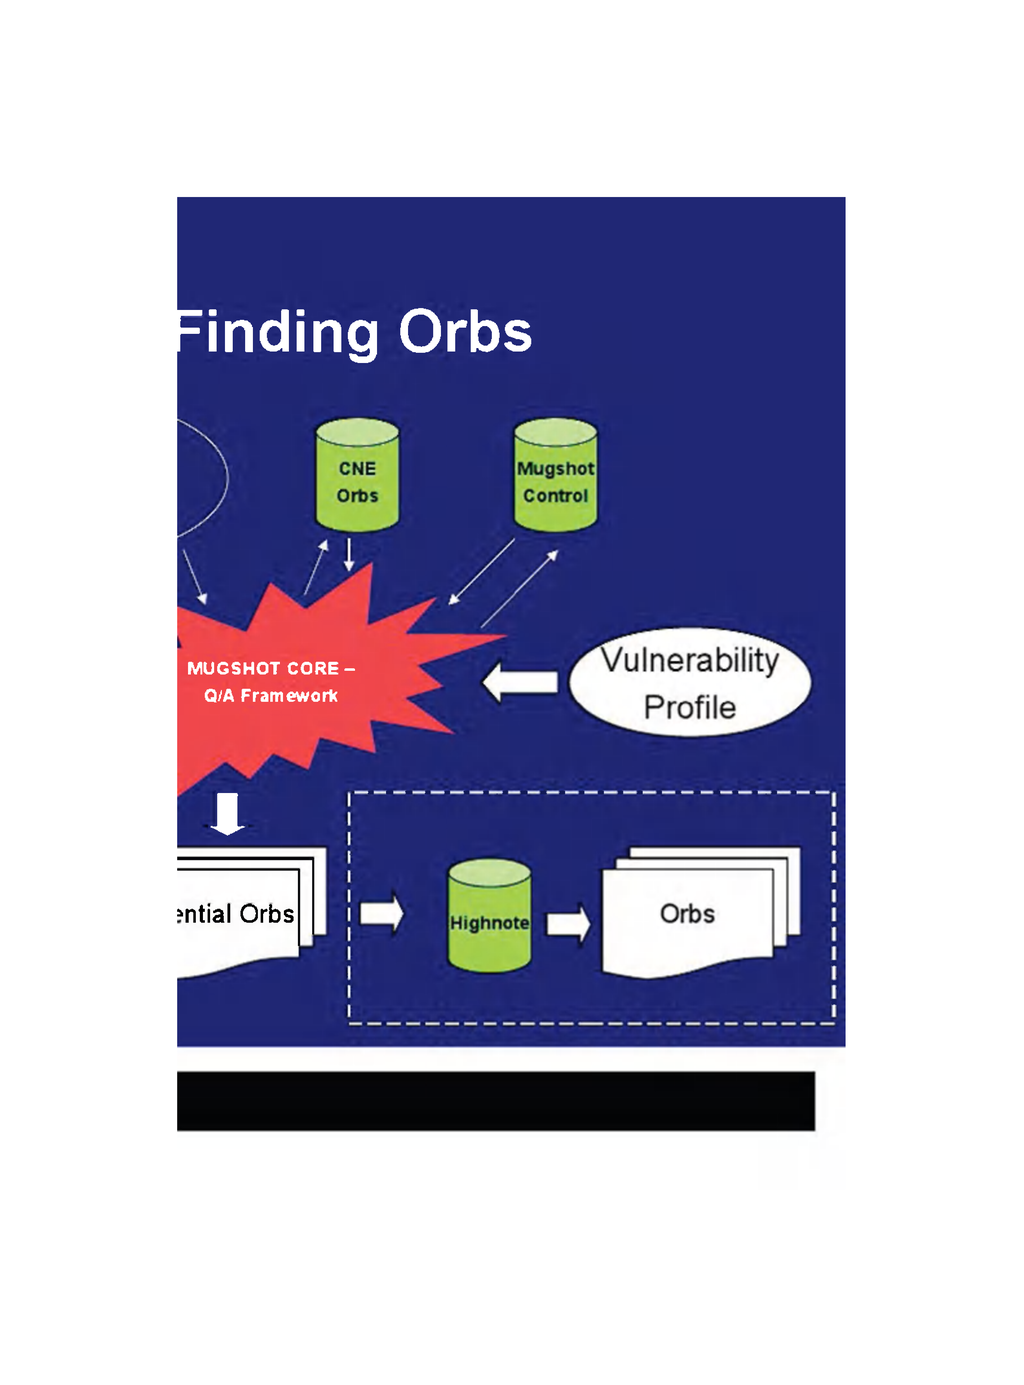 Finding Orbs
CNE
Orbs
Mugshot
Control
MUGSHOT CORE –
Q/A Framework
Vulnerability
Profile
ential Orbs
Highnote
Orbs